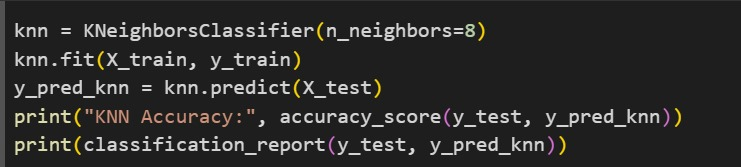 knn = KNeighborsClassifier(n_neighbors=8)
knn.fit(X_train, y_train)
y_pred_knn = knn.predict(X_test)
print("KNN Accuracy:", accuracy_score(y_test, y_pred_knn))
print(classification_report(y_test, y_pred_knn))